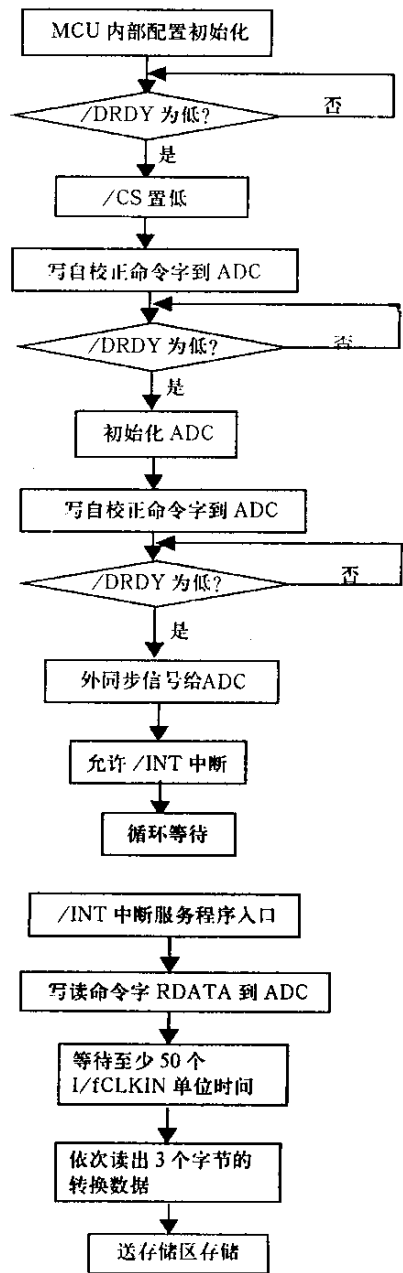 MCU 内部配置初始化
/DRDY 为低?
否
是
/CS 置低
写自校正命令字到 ADC
/DRDY 为低?
否
是
初始化 ADC
写自校正命令字到 ADC
/DRDY 为低?
否
是
外同步信号给ADC
允许 /INT 中断
循环等待
/INT 中断服务程序入口
写读命令字 RDATA 到 ADC
等待至少 50 个
I/fCLKIN 单位时间
依次读出 3 个字节的
转换数据
送存储区存储